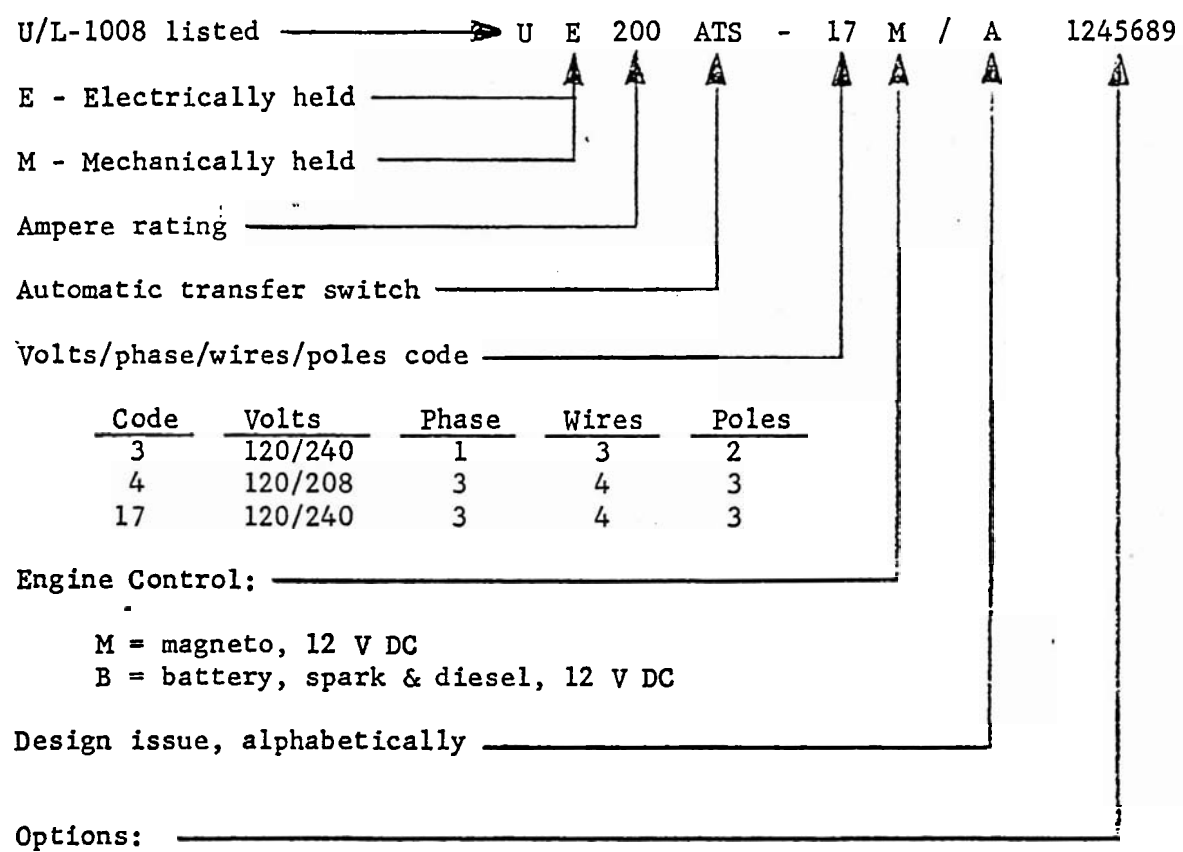 U/L-1008 listed U E 200 ATS - 17 M / A 1245689
E - Electrically held
M - Mechanically held
Ampere rating
Automatic transfer switch
Volts/phase/wires/poles code
Code Volts Phase Wires Poles
3 120/240 1 3 2
4 120/208 3 4 3
17 120/240 3 4 3
Engine Control:
M = magneto, 12 V DC
B = battery, spark & diesel, 12 V DC
Design issue, alphabetically
Options: